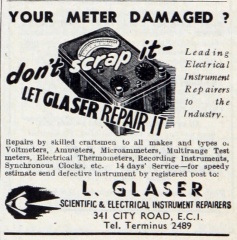 YOUR METER DAMAGED ?
don't scrap it-
LET GLASER REPAIR IT
Leading
Electrical
Instrument
Repairers
to the
Industry.
Repairs by skilled craftsmen to all makes and types o.
Voltmeters, Ammeters, Microammeters, Multirange Test
meters, Electrical Thermometers, Recording Instruments,
Synchronous Clocks, etc. 14 days' Service—for speedy
estimate send defective instrument by registered post to:
L. GLASER
SCIENTIFIC & ELECTRICAL INSTRUMENT REPAIRERS
341 CITY ROAD, E.C.I.
Tel. Terminus 2489